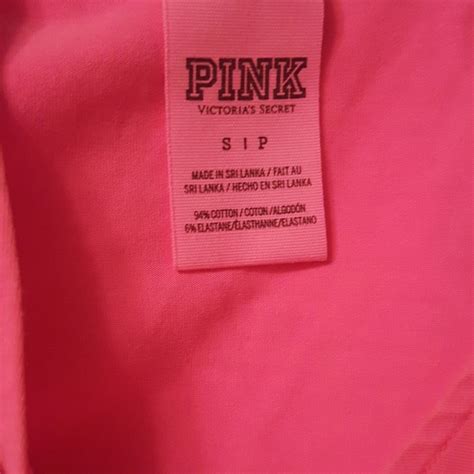 PINK
VICTORIA'S SECRET
S | P
MADE IN SRI LANKA / FAIT AU
SRI LANKA / HECHO EN SRI LANKA
94% COTTON / COTON /ALGODÓN
6% ELASTANE/ÉLASTHANNE/ELASTANO